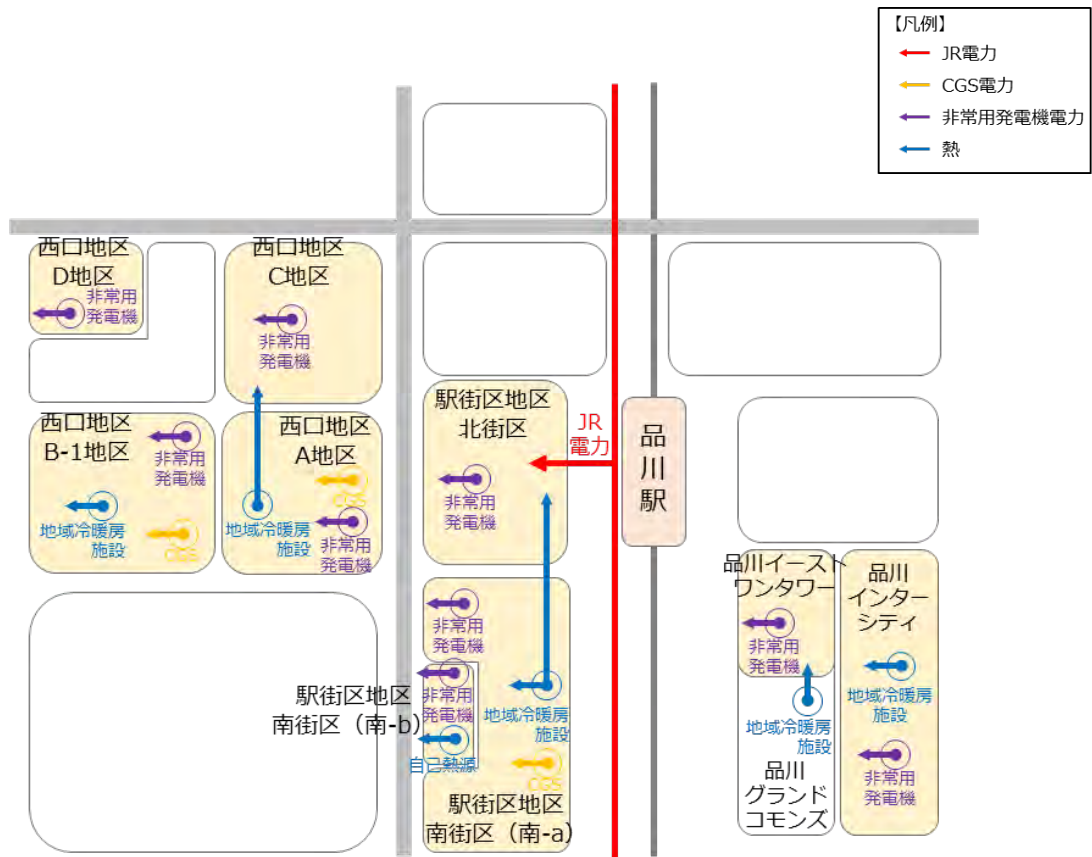 【凡例】
JR電力
CGS電力
非常用発電機電力
熱
西口地区
D地区
非常用
発電機
西口地区
C地区
非常用
発電機
西口地区
B-1地区
非常用
発電機
地域冷暖房
施設
CGS
西口地区
A地区
CGS
地域冷暖房
施設
非常用
発電機
駅街区地区
北街区
非常用
発電機
JR
電力
品
川
駅
非常用
発電機
駅街区地区
南街区（南-b）
非常用
発電機
自己熱源
地域冷暖房
施設
CGS
駅街区地区
南街区（南-a）
品川イースト
ワンタワー
非常用
発電機
地域冷暖房
施設
品川
グランド
コモンズ
品川
インター
シティ
地域冷暖房
施設
非常用
発電機